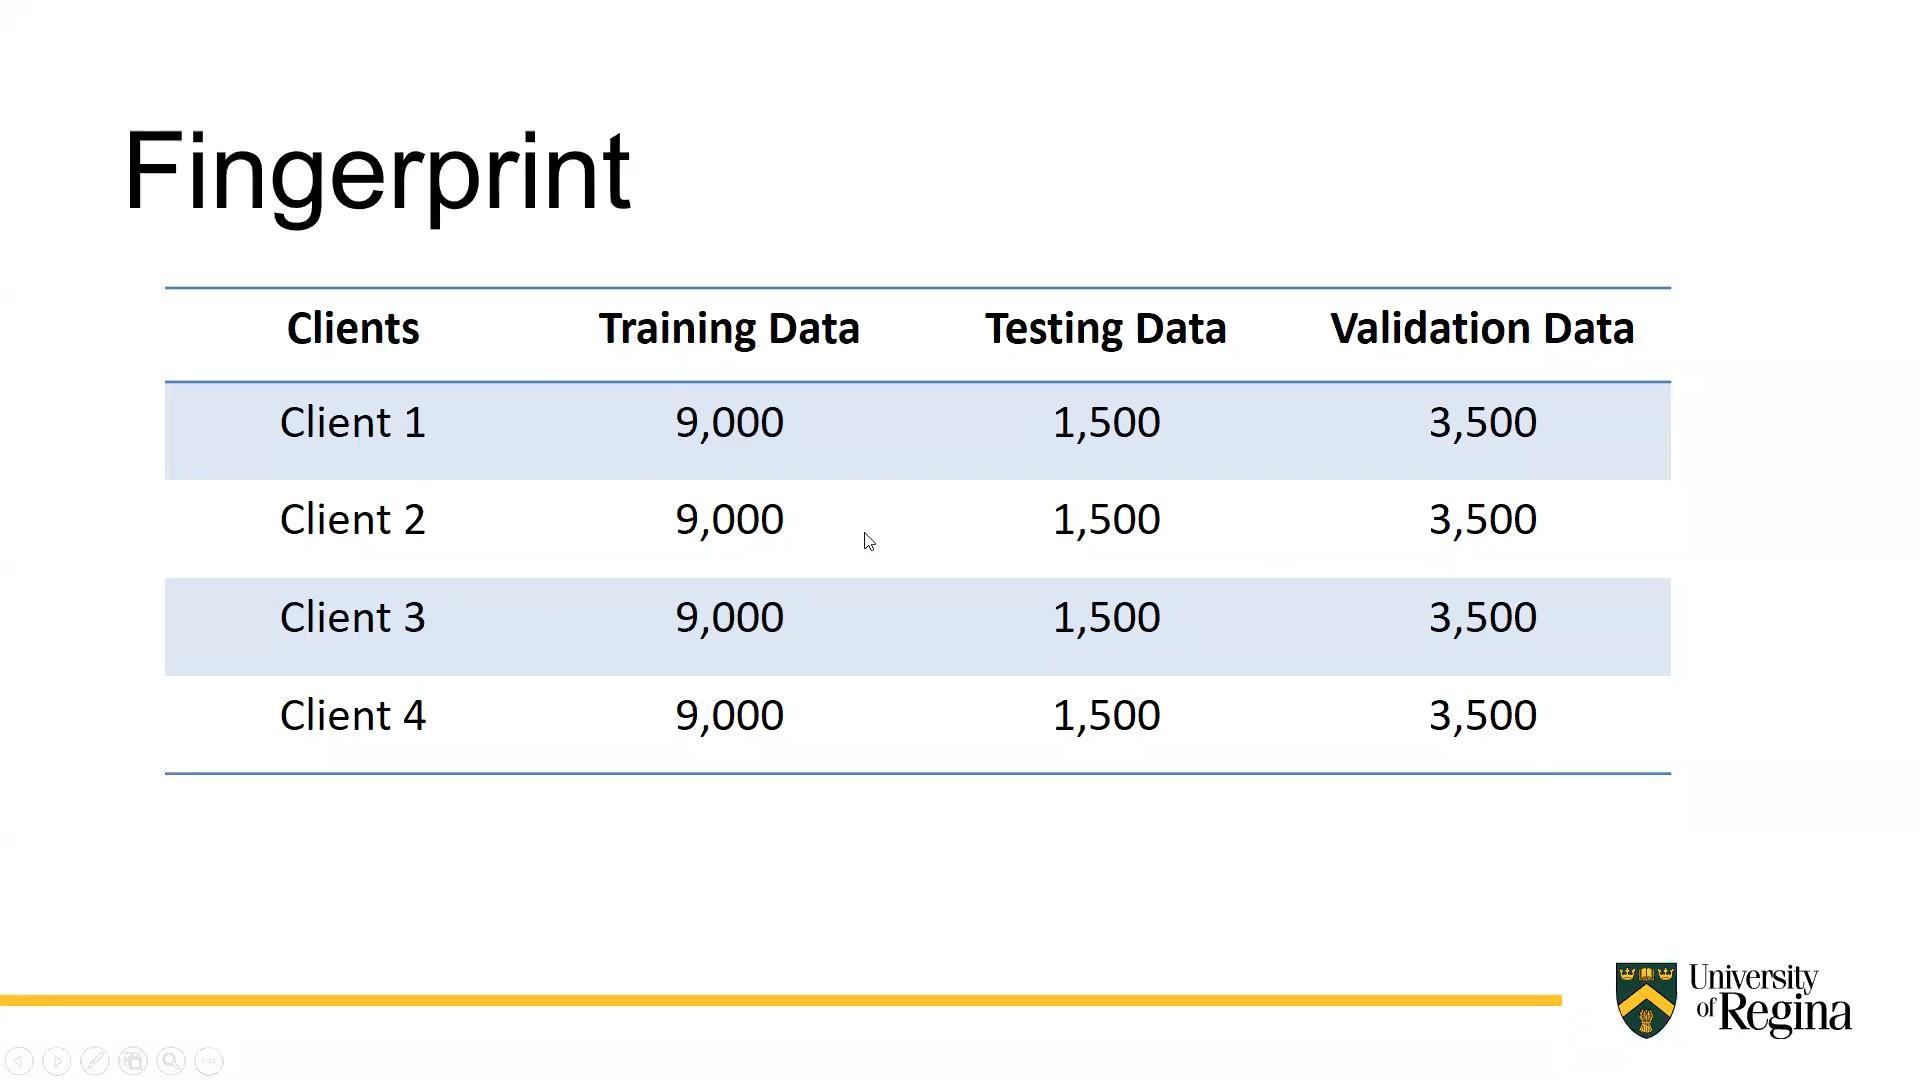 Fingerprint
Clients Training Data Testing Data Validation Data
Client 1 9,000 1,500 3,500
Client 2 9,000 1,500 3,500
Client 3 9,000 1,500 3,500
Client 4 9,000 1,500 3,500
University
of Regina